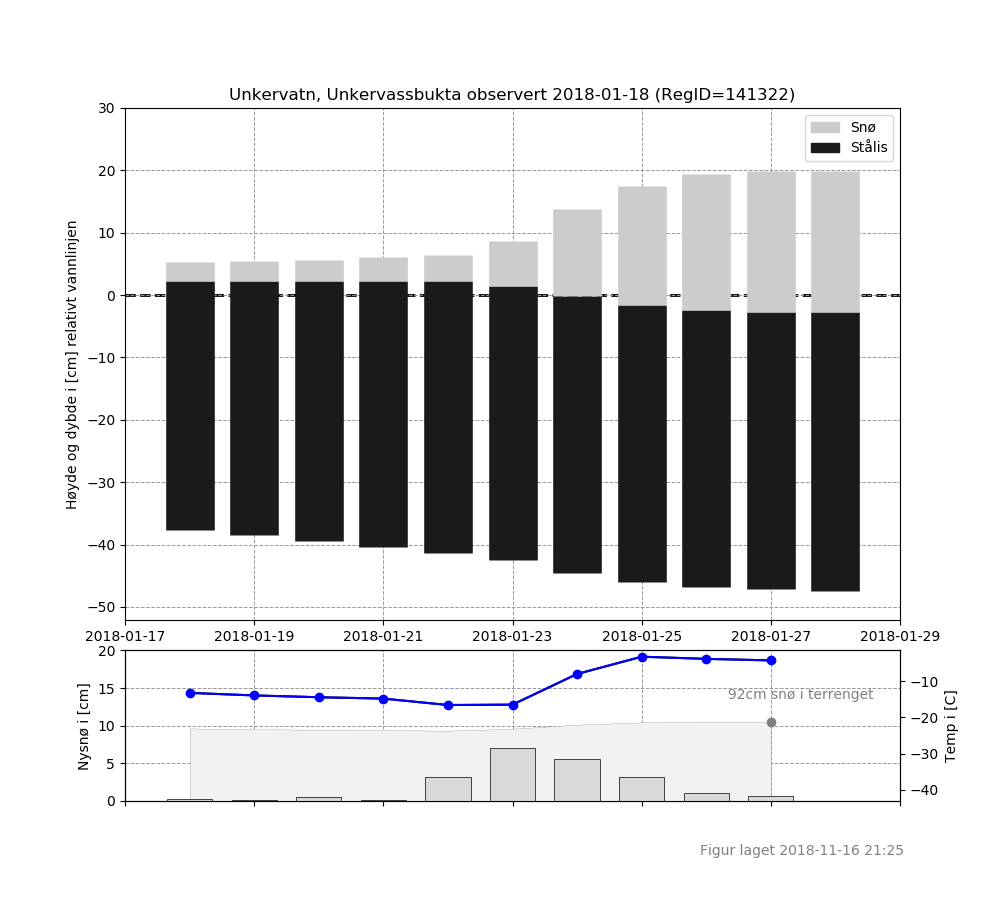 Unkervatn, Unkervassbukta observert 2018-01-18 (RegID=141322)
Høyde og dybde i [cm] relativt vannlinjen
30
20
10
0
−10
−20
−30
−40
−50
Snø
Stålis
2018-01-17 2018-01-19 2018-01-21 2018-01-23 2018-01-25 2018-01-27 2018-01-29
Nysnø i [cm]
20
15
10
5
0
92cm snø i terrenget
−10
−20
−30
−40
Temp i [C]
Figur laget 2018-11-16 21:25